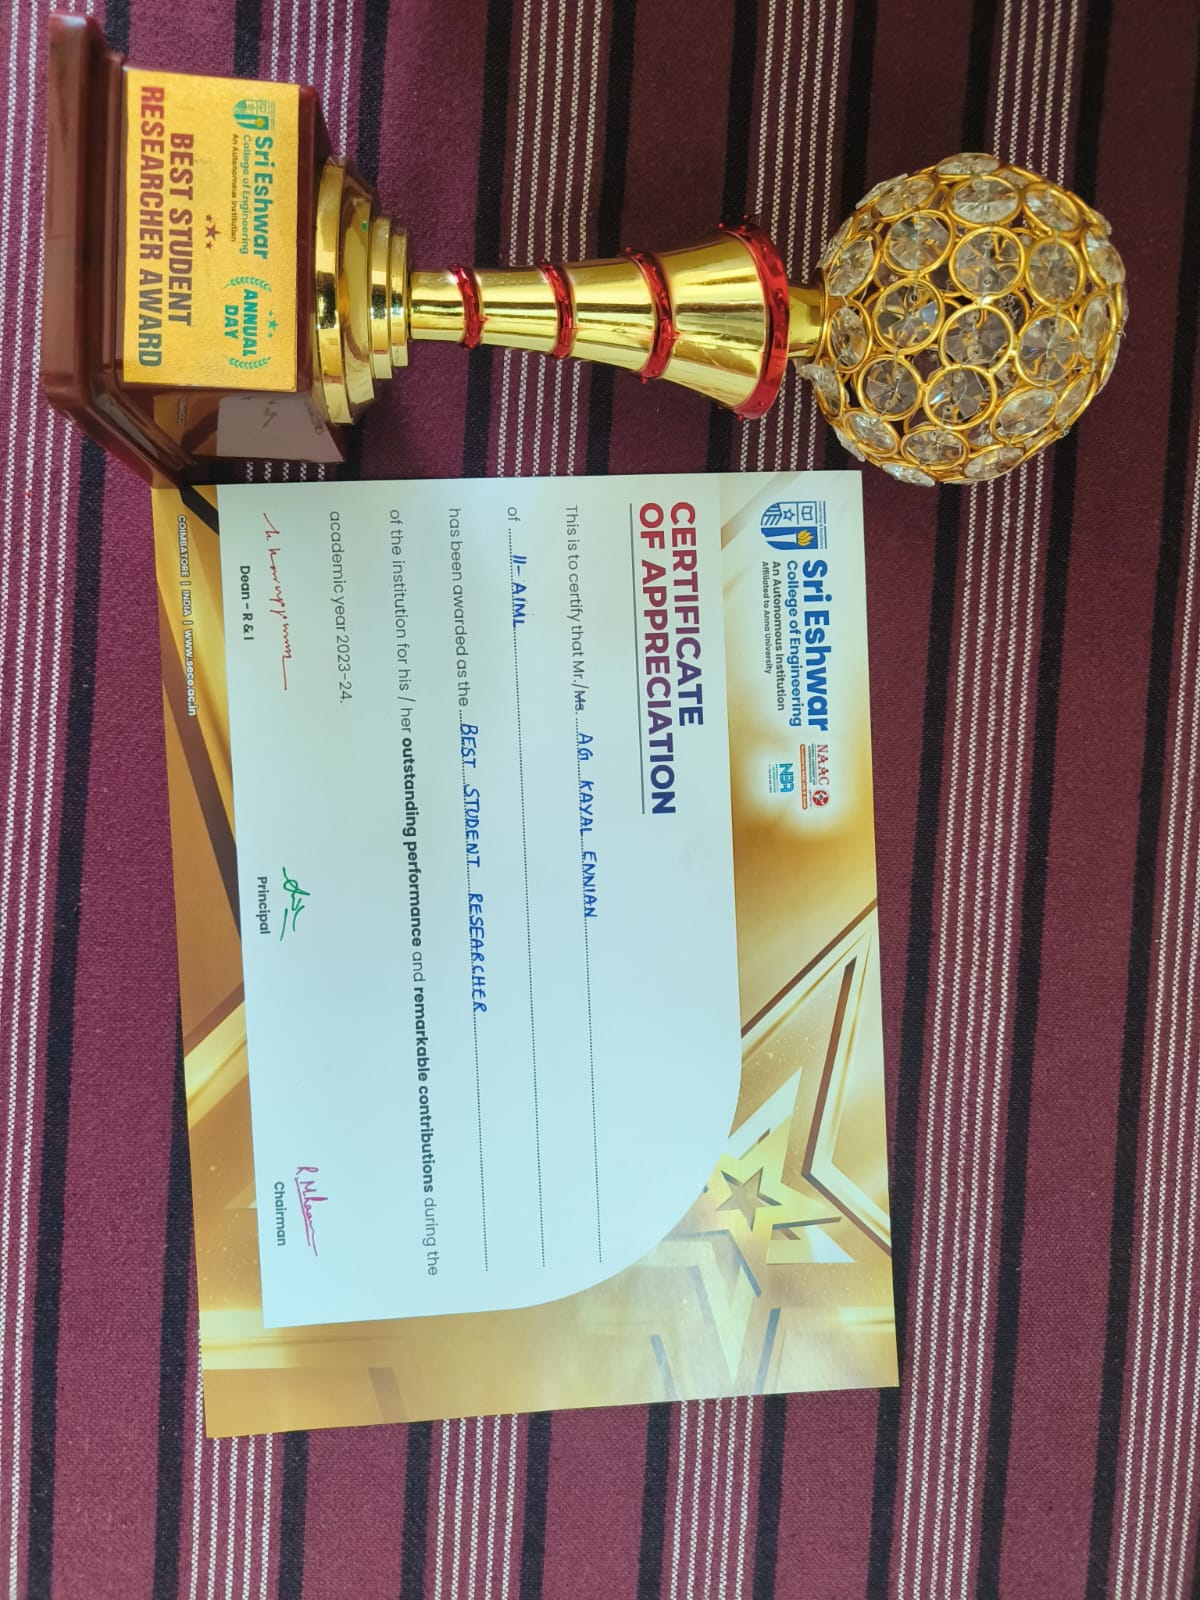 Sri Eshwar
College of Engineering
An Autonomous Institution
ANNUAL
DAY
BEST STUDENT
RESEARCHER AWARD
Sri Eshwar
College of Engineering
An Autonomous Institution
Affiliated to Anna University
NAAC
NBA
CERTIFICATE
OF APPRECIATION
This is to certify that Mr./Ms. AG KAYAL ENNIAN
of II-AIML
has been awarded as the BEST STUDENT RESEARCHER
of the institution for his / her outstanding performance and remarkable contributions during the
academic year 2023-24.
Dean - R & I
Principal
Chairman
COIMBATORE | INDIA | www.sece.ac.in